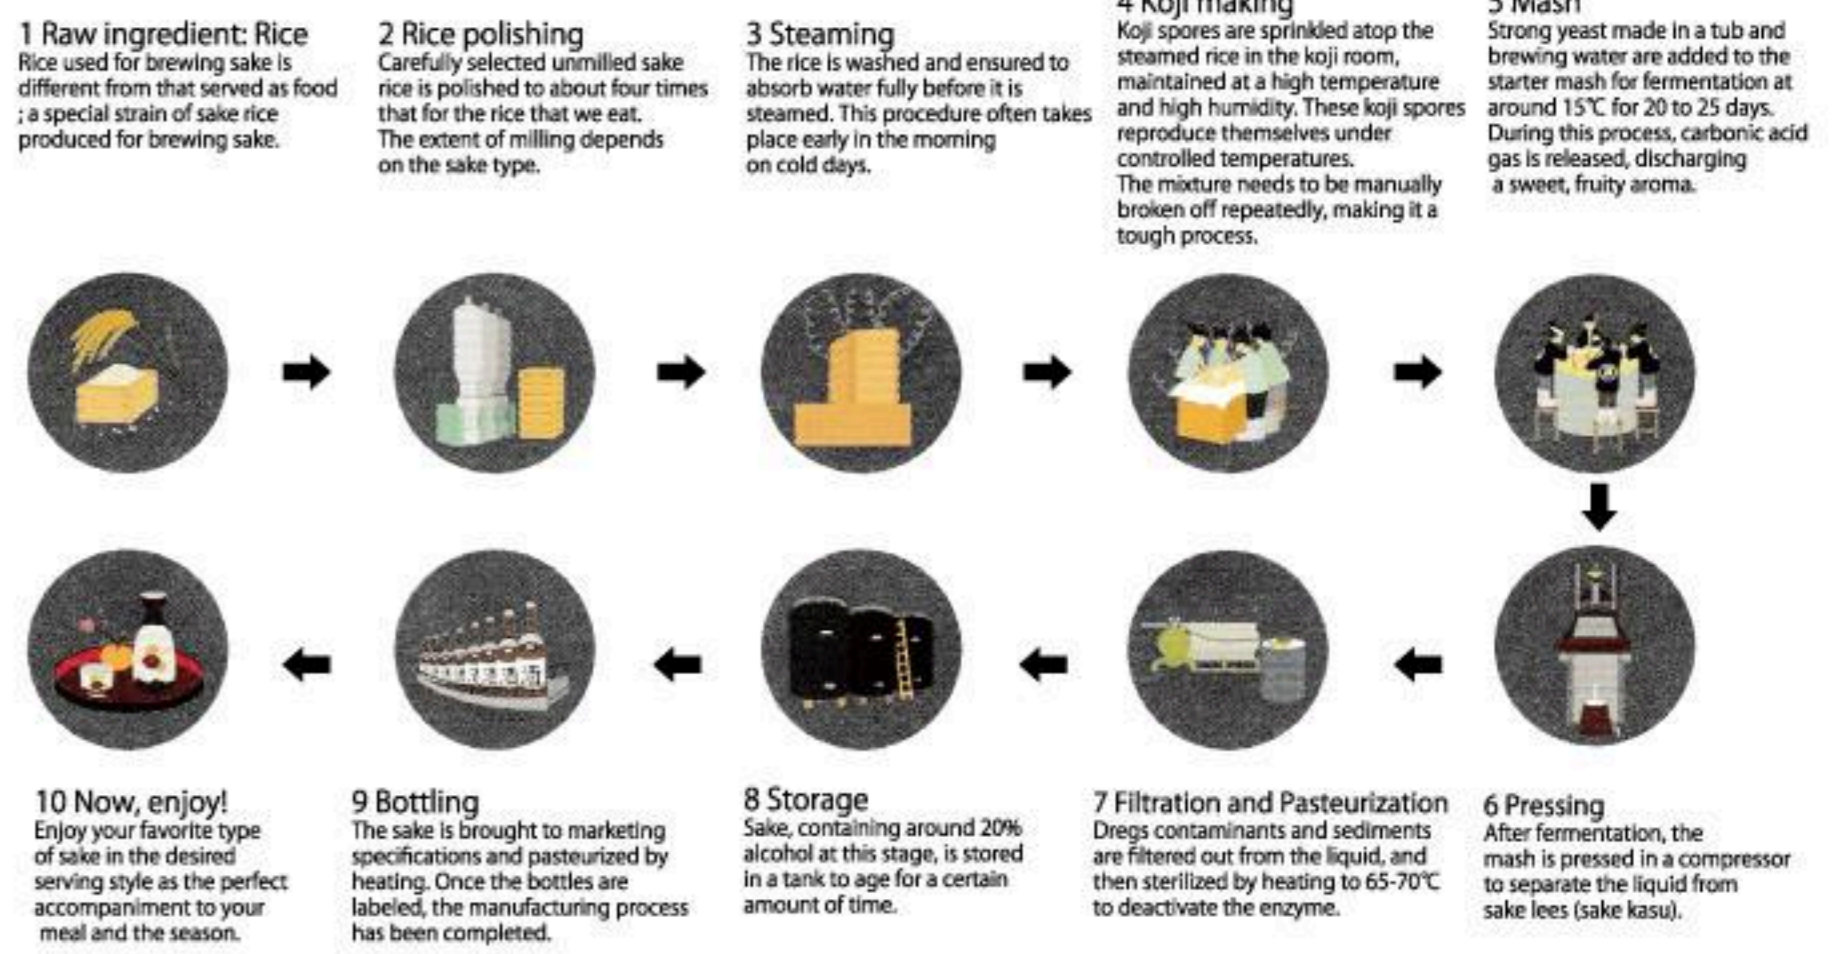 1 Raw ingredient: Rice
Rice used for brewing sake is
different from that served as food
; a special strain of sake rice
produced for brewing sake.
2 Rice polishing
Carefully selected unmilled sake
rice is polished to about four times
that for the rice that we eat.
The extent of milling depends
on the sake type.
3 Steaming
The rice is washed and ensured to
absorb water fully before it is
steamed. This procedure often takes
place early in the morning
on cold days.
4 Koji making
Koji spores are sprinkled atop the
steamed rice in the koji room,
maintained at a high temperature
and high humidity. These koji spores
reproduce themselves under
controlled temperatures.
The mixture needs to be manually
broken off repeatedly, making it a
tough process.
5 Mash
Strong yeast made in a tub and
brewing water are added to the
starter mash for fermentation at
around 15℃ for 20 to 25 days.
During this process, carbonic acid
gas is released, discharging
a sweet, fruity aroma.
10 Now, enjoy!
Enjoy your favorite type
of sake in the desired
serving style as the perfect
accompaniment to your
meal and the season.
9 Bottling
The sake is brought to marketing
specifications and pasteurized by
heating. Once the bottles are
labeled, the manufacturing process
has been completed.
8 Storage
Sake, containing around 20%
alcohol at this stage, is stored
in a tank to age for a certain
amount of time.
7 Filtration and Pasteurization
Dregs contaminants and sediments
are filtered out from the liquid, and
then sterilized by heating to 65-70℃
to deactivate the enzyme.
6 Pressing
After fermentation, the
mash is pressed in a compressor
to separate the liquid from
sake lees (sake kasu).